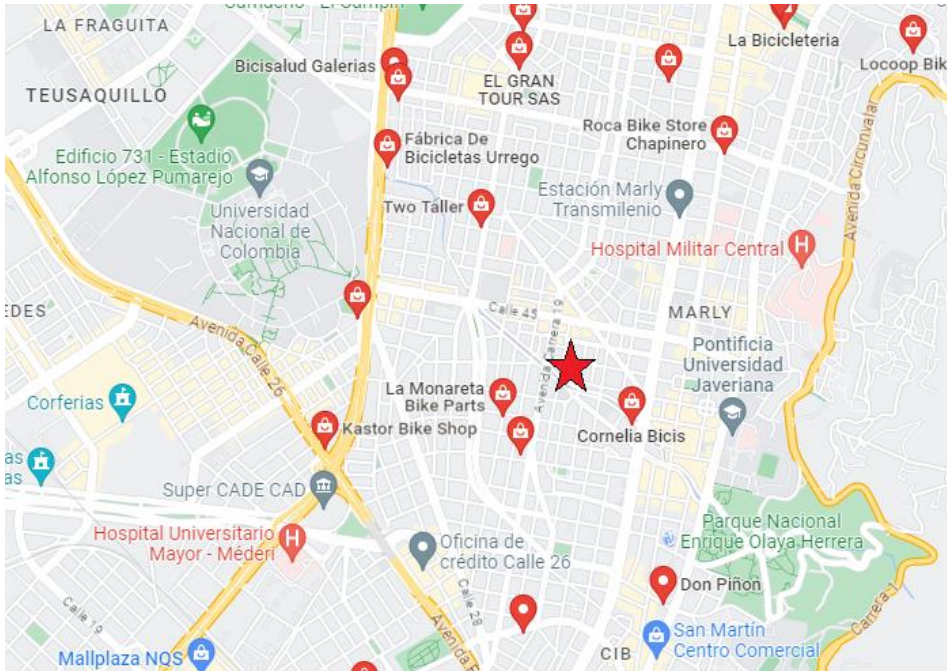 LA FRAGUITA
Bicisalud Galerias
EL GRAN
TOUR SAS
La Bicicleteria
Locoop Bik
TEUSAQUILLO
Edificio 731 - Estadio
Alfonso López Pumarejo
Fábrica De
Bicicletas Urrego
Roca Bike Store
Chapinero
Avenida Circunvalar
Universidad
Nacional de
Colombia
Two Taller
Estación Marly
Transmilenio
Hospital Militar Central
EDES
Avenida Calle 26
Calle 45
Avenida Carrera 19
MARLY
Pontificia
Universidad
Javeriana
Corferias
La Monareta
Bike Parts
Kastor Bike Shop
Cornelia Bicis
as
as
Super CADE CAD
Hospital Universitario
Mayor - Méderi
Oficina de
crédito Calle 26
Parque Nacional
Enrique Olaya Herrera
Don Piñon
Calle 19
Calle 28
Avenida E
Carrera 1
San Martín
Centro Comercial
CIB
Mallplaza NQS